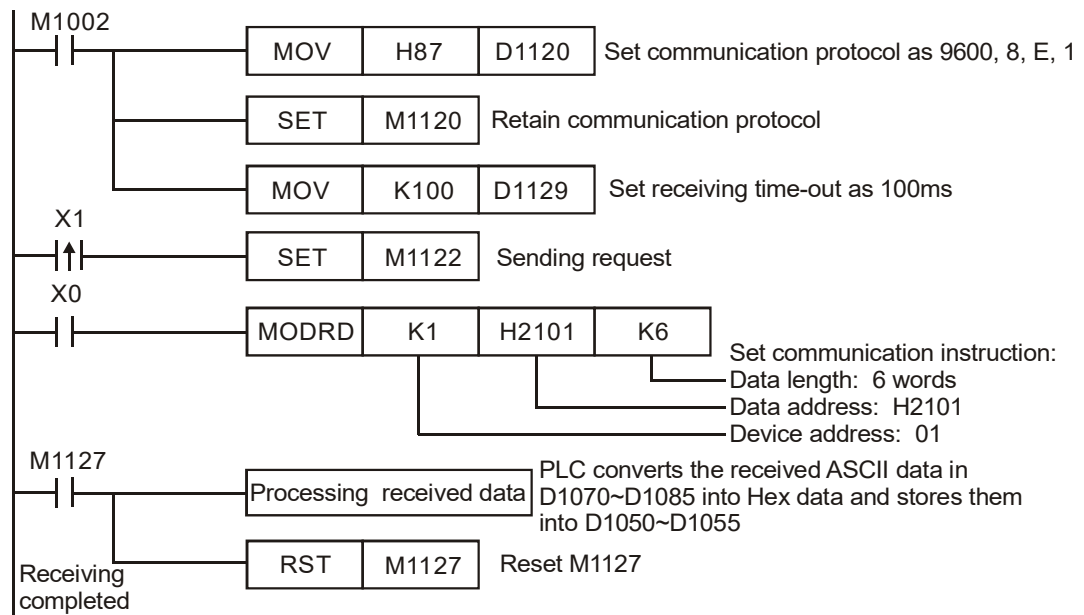 M1002
MOV H87 D1120 Set communication protocol as 9600, 8, E, 1
SET M1120 Retain communication protocol
MOV K100 D1129 Set receiving time-out as 100ms
X1
SET M1122 Sending request
X0
MODRD K1 H2101 K6
Set communication instruction:
Data length: 6 words
Data address: H2101
Device address: 01
M1127
Processing received data
PLC converts the received ASCII data in
D1070~D1085 into Hex data and stores them
into D1050~D1055
RST M1127 Reset M1127
Receiving
completed